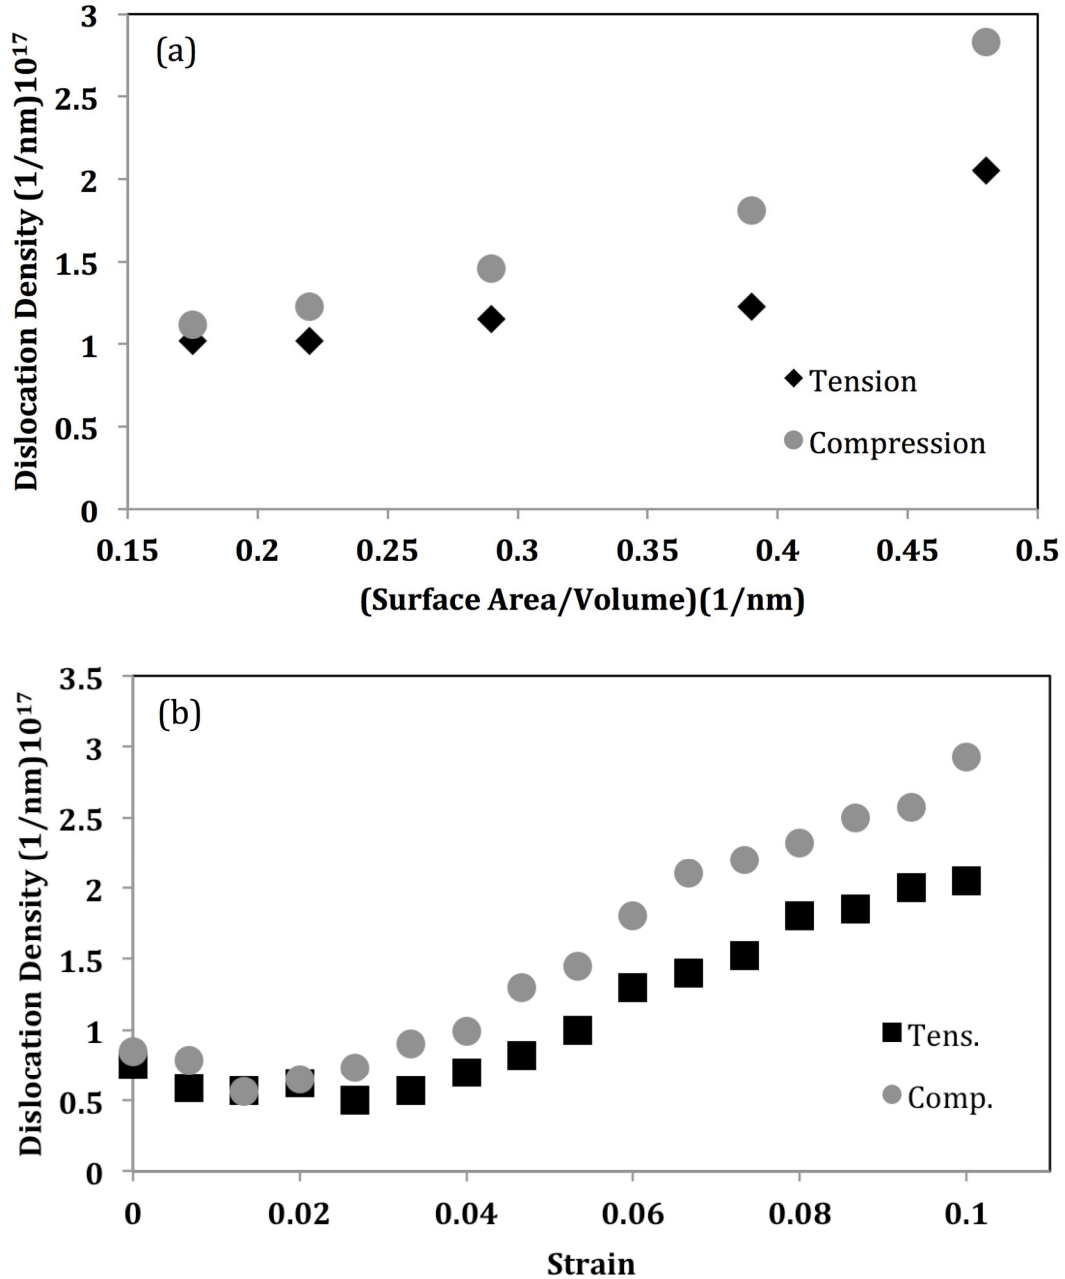 (a)
Dislocation Density (1/nm)10¹⁷
3
2.5
2
1.5
1
0.5
0
0.15 0.2 0.25 0.3 0.35 0.4 0.45 0.5
(Surface Area/Volume)(1/nm)
Tension
Compression
(b)
Dislocation Density (1/nm)10¹⁷
3.5
3
2.5
2
1.5
1
0.5
0
0 0.02 0.04 0.06 0.08 0.1
Strain
Tens.
Comp.